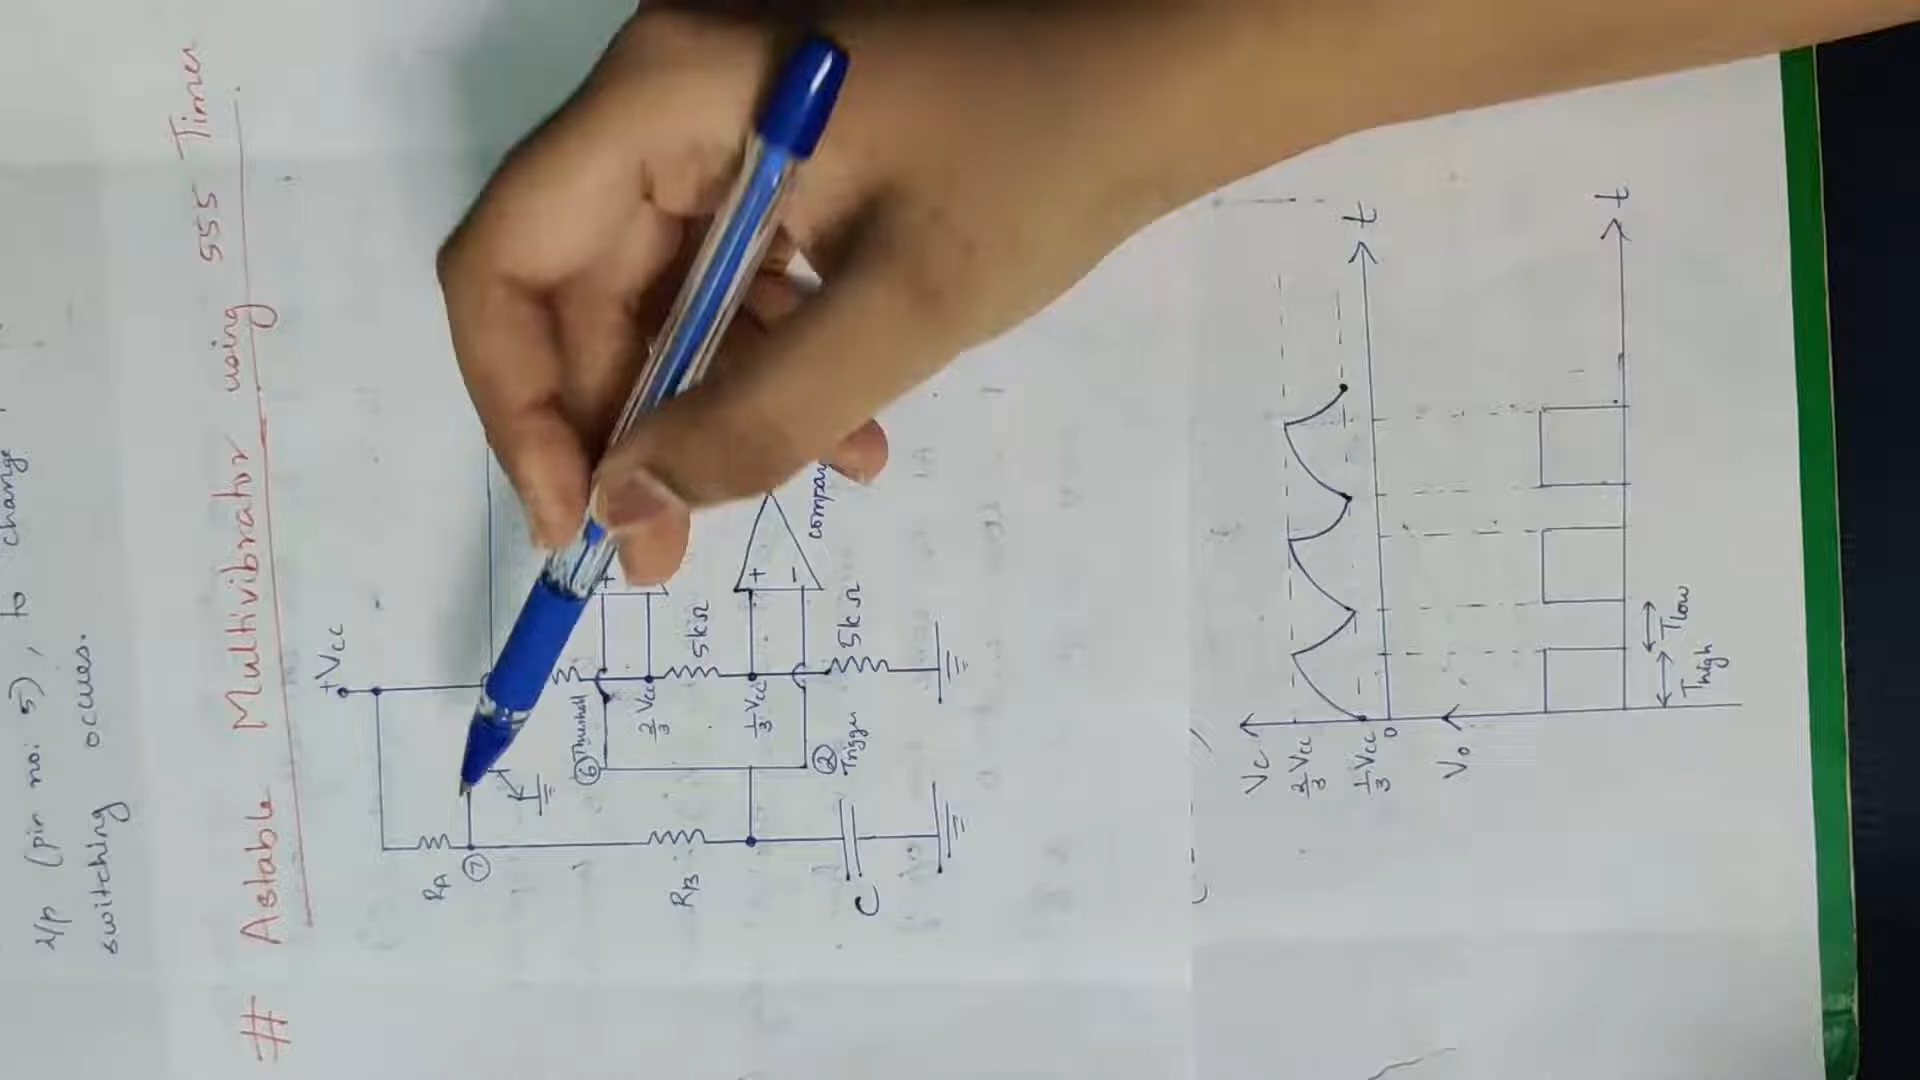 i/p (pin no: 5), to change
switching occurs.
# Astable Multivibrator using 555 Timer.
+Vcc
RA
7
RB
C
6 Threshold
2/3 Vcc
1/3 Vcc
2
Trigger
5kΩ
5kΩ
+
+
-
Vc
2/3 Vcc
1/3 Vcc
0
t
Vo
t
Thigh
Tlow